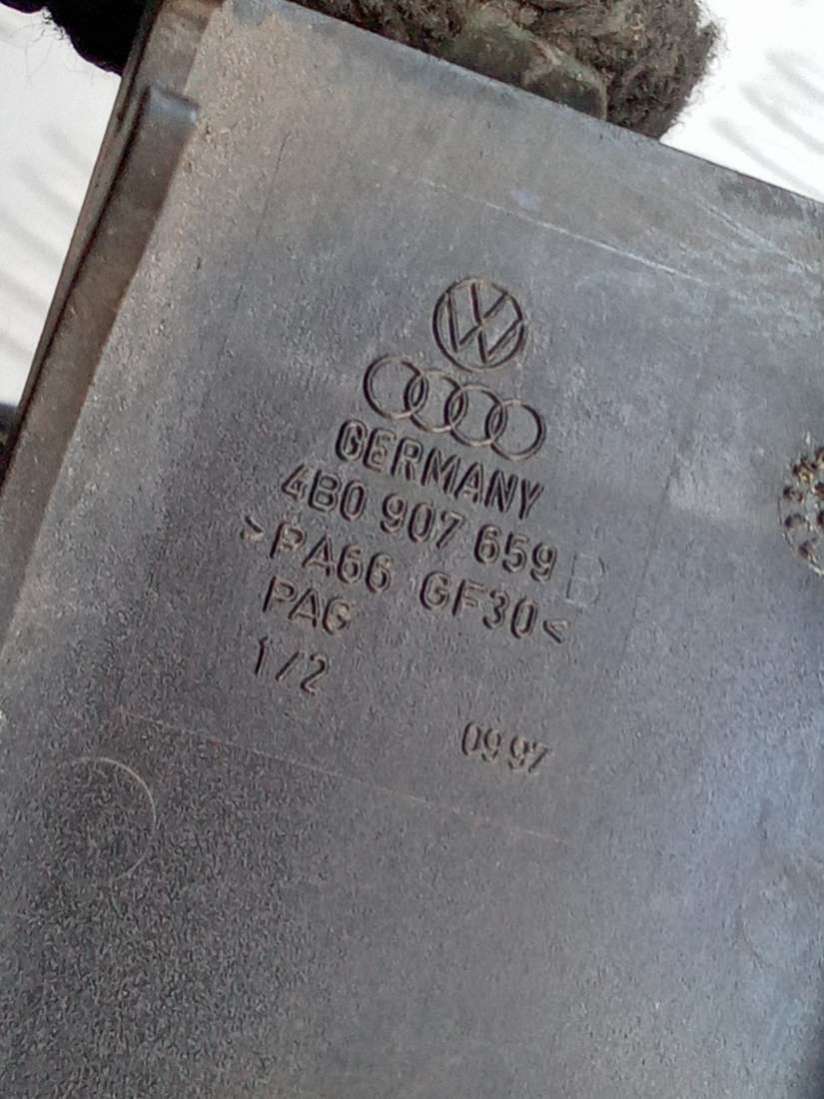 GERMANY
4B0 907 659 B
>PA66 GF30<
PAG
1/2
09 97